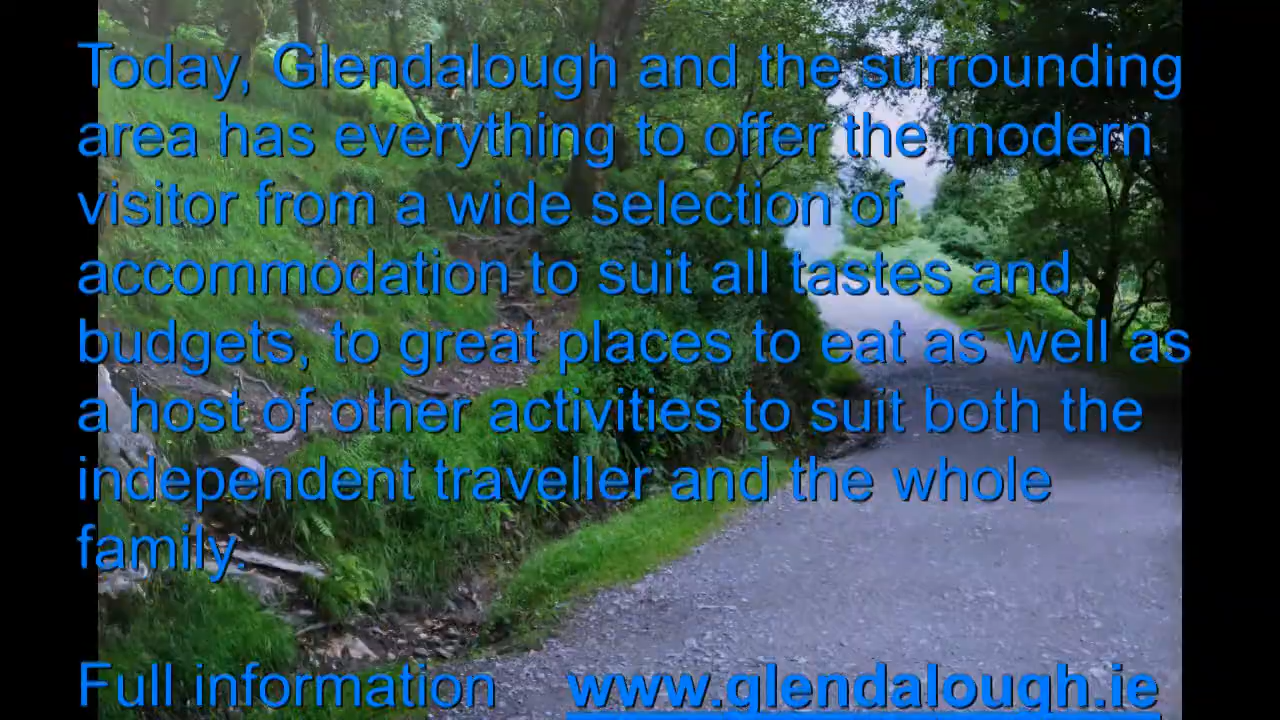 Today, Glendalough and the surrounding
area has everything to offer the modern
visitor from a wide selection of
accommodation to suit all tastes and
budgets, to great places to eat as well as
a host of other activities to suit both the
independent traveller and the whole
family.
Full information www.glendalough.ie